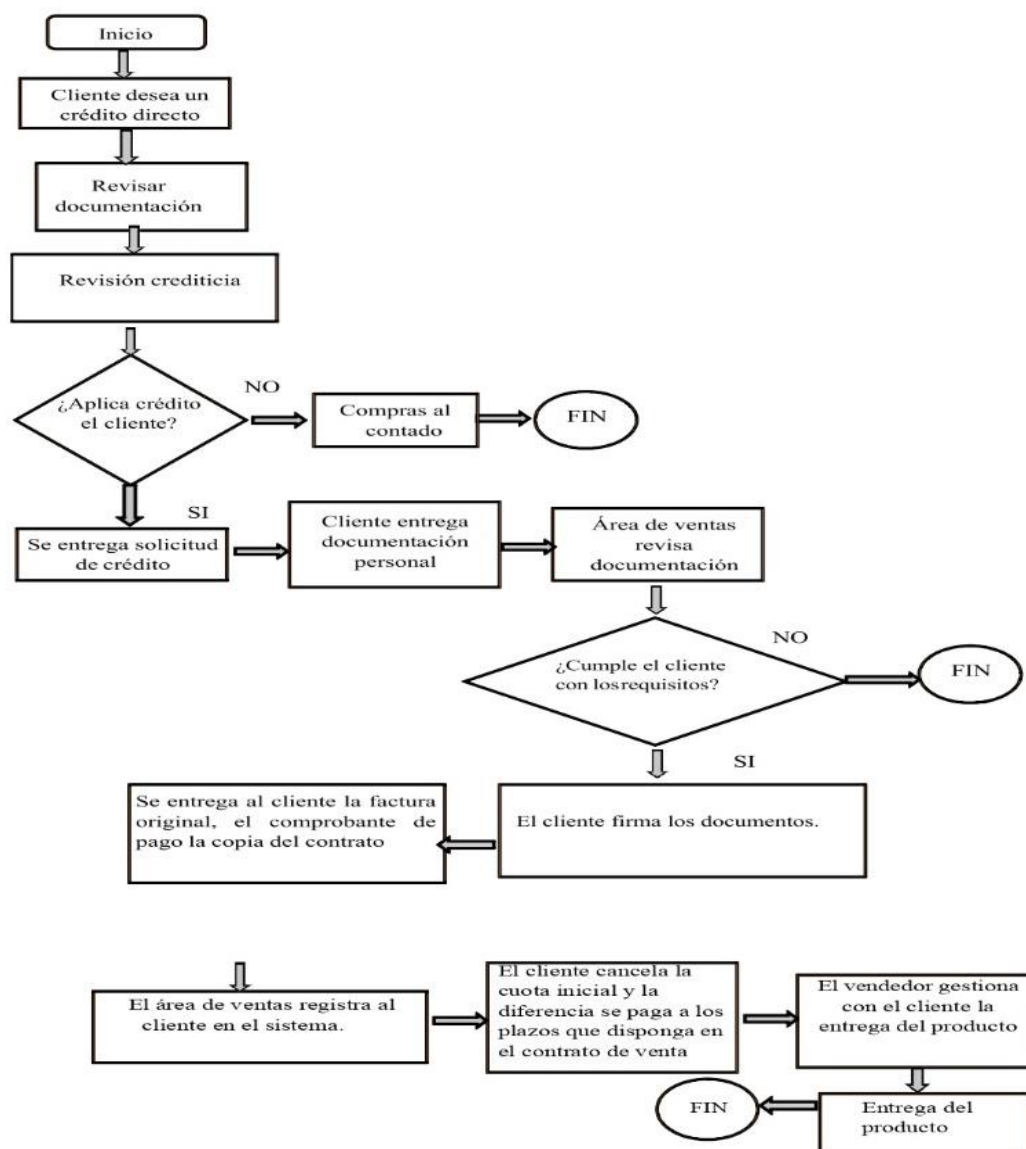 Inicio
Cliente desea un
crédito directo
Revisar
documentación
Revisión crediticia
¿Aplica crédito
el cliente?
NO
Compras al
contado
FIN
SI
Se entrega solicitud
de crédito
Cliente entrega
documentación
personal
Área de ventas
revisa
documentación
¿Cumple el cliente
con los requisitos?
NO
FIN
SI
El cliente firma los documentos.
Se entrega al cliente la factura
original, el comprobante de
pago la copia del contrato
El área de ventas registra al
cliente en el sistema.
El cliente cancela la
cuota inicial y la
diferencia se paga a los
plazos que disponga en
el contrato de venta
El vendedor gestiona
con el cliente la
entrega del producto
Entrega del
producto
FIN